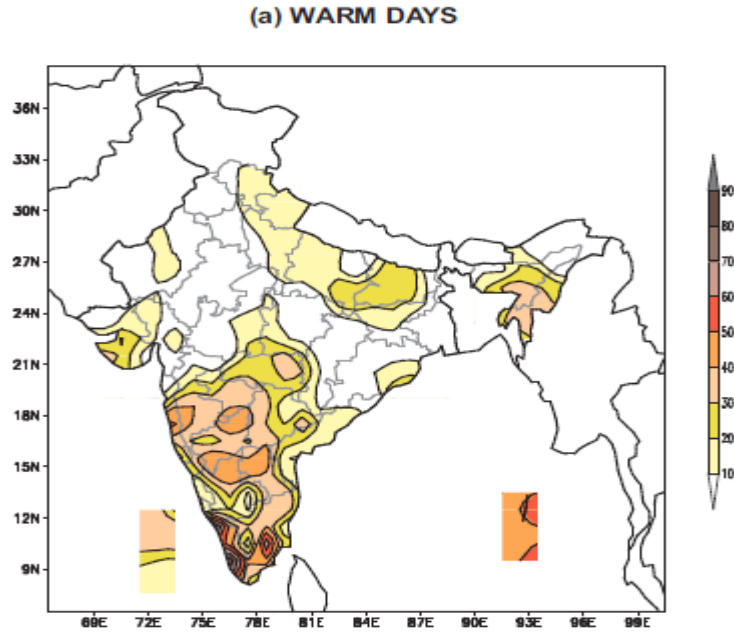 (a) WARM DAYS
36N
33N
30N
27N
24N
21N
18N
15N
12N
9N
69E 72E 75E 78E 81E 84E 87E 90E 93E 96E 99E
90
80
70
60
50
40
30
20
10